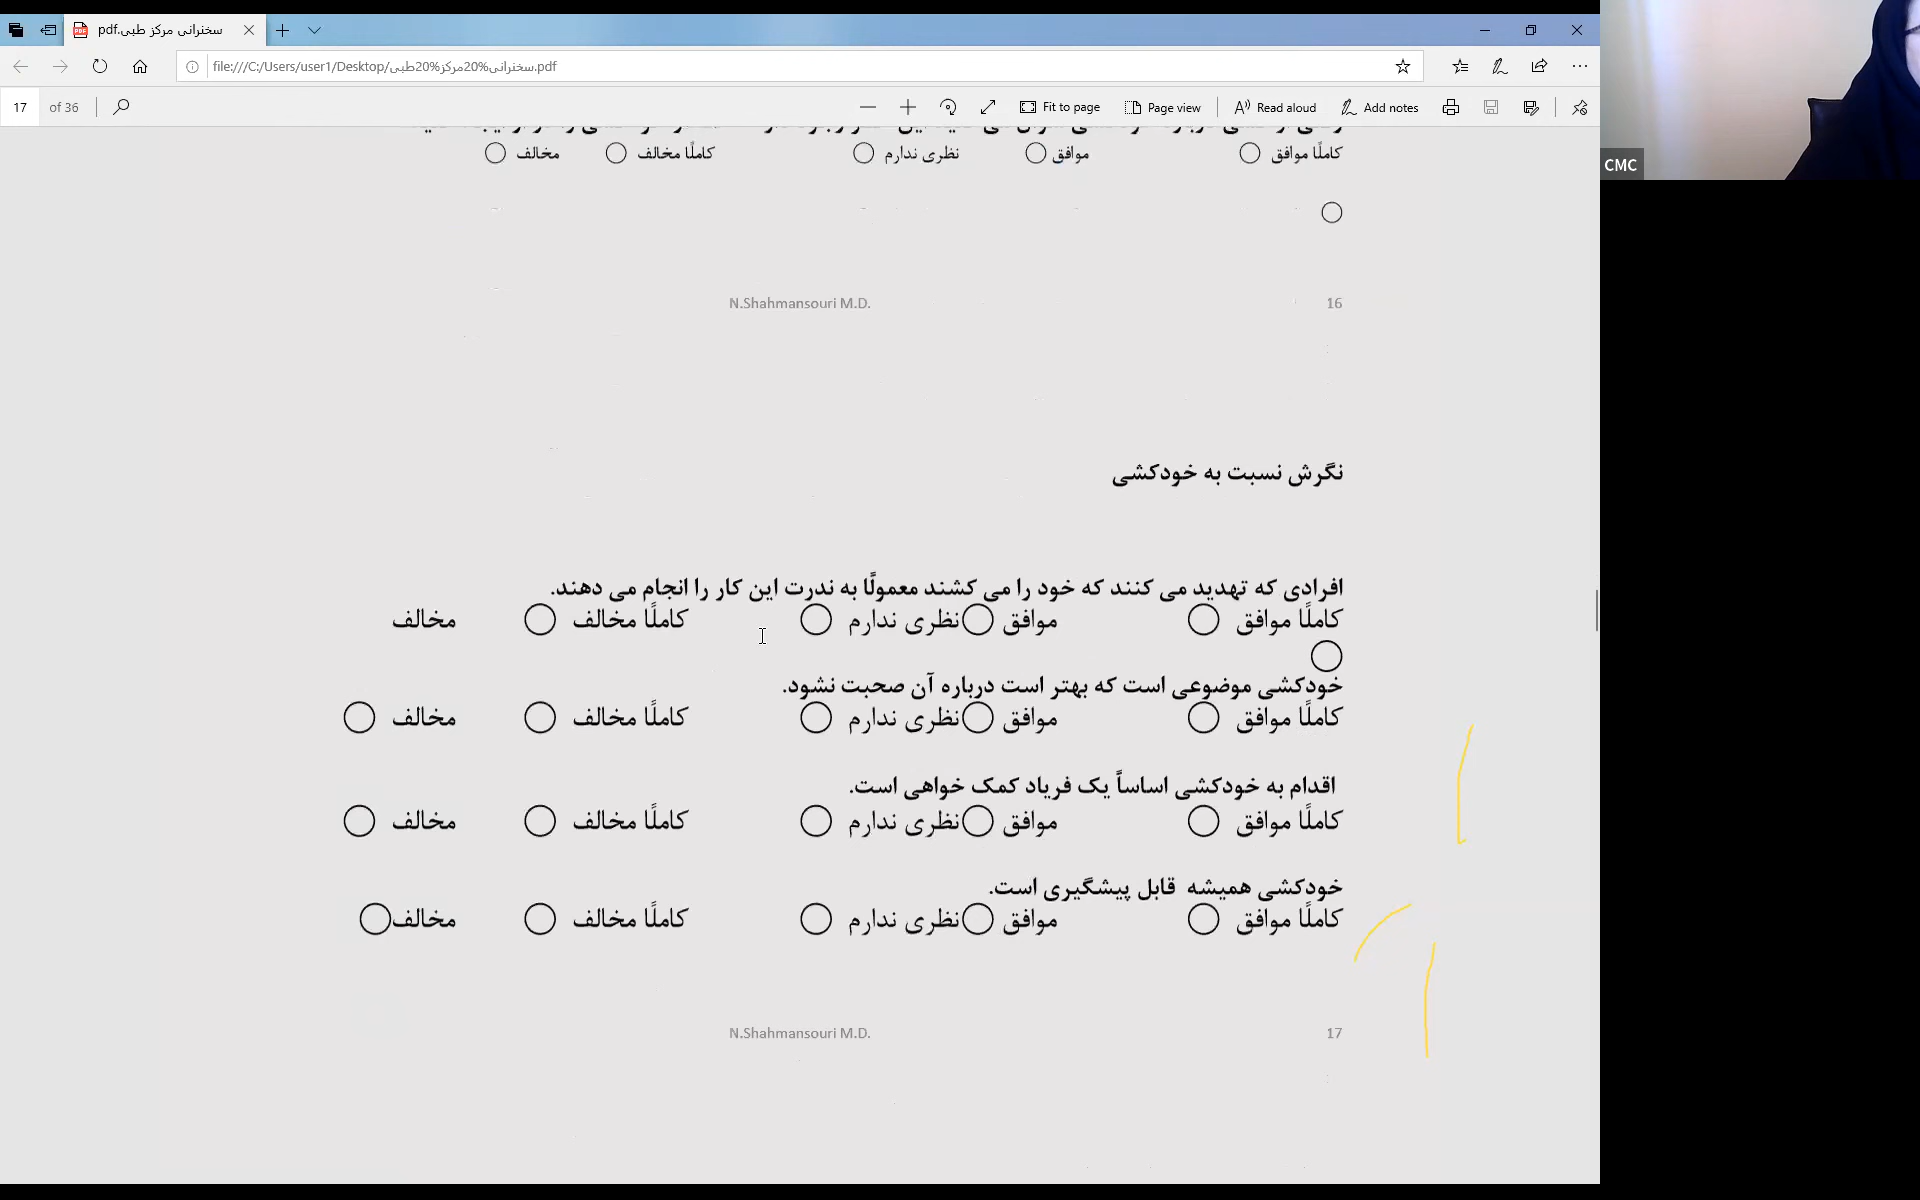 سخنرانی مرکز طبی.pdf
file:///C:/Users/user1/Desktop/سخنرانی%20مرکز%20طبی.pdf
17 of 36
Fit to page
Page view
Read aloud
Add notes
CMC
کاملًا موافق موافق نظری ندارم کاملًا مخالف مخالف
N.Shahmansouri M.D. 16
نگرش نسبت به خودکشی
افرادی که تهدید می کنند که خود را می کشند معمولًا به ندرت این کار را انجام می دهند.
کاملًا موافق موافق نظری ندارم کاملًا مخالف مخالف
خودکشی موضوعی است که بهتر است درباره آن صحبت نشود.
کاملًا موافق موافق نظری ندارم کاملًا مخالف مخالف
اقدام به خودکشی اساساً یک فریاد کمک خواهی است.
کاملًا موافق موافق نظری ندارم کاملًا مخالف مخالف
خودکشی همیشه قابل پیشگیری است.
کاملًا موافق موافق نظری ندارم کاملًا مخالف مخالف
N.Shahmansouri M.D. 17